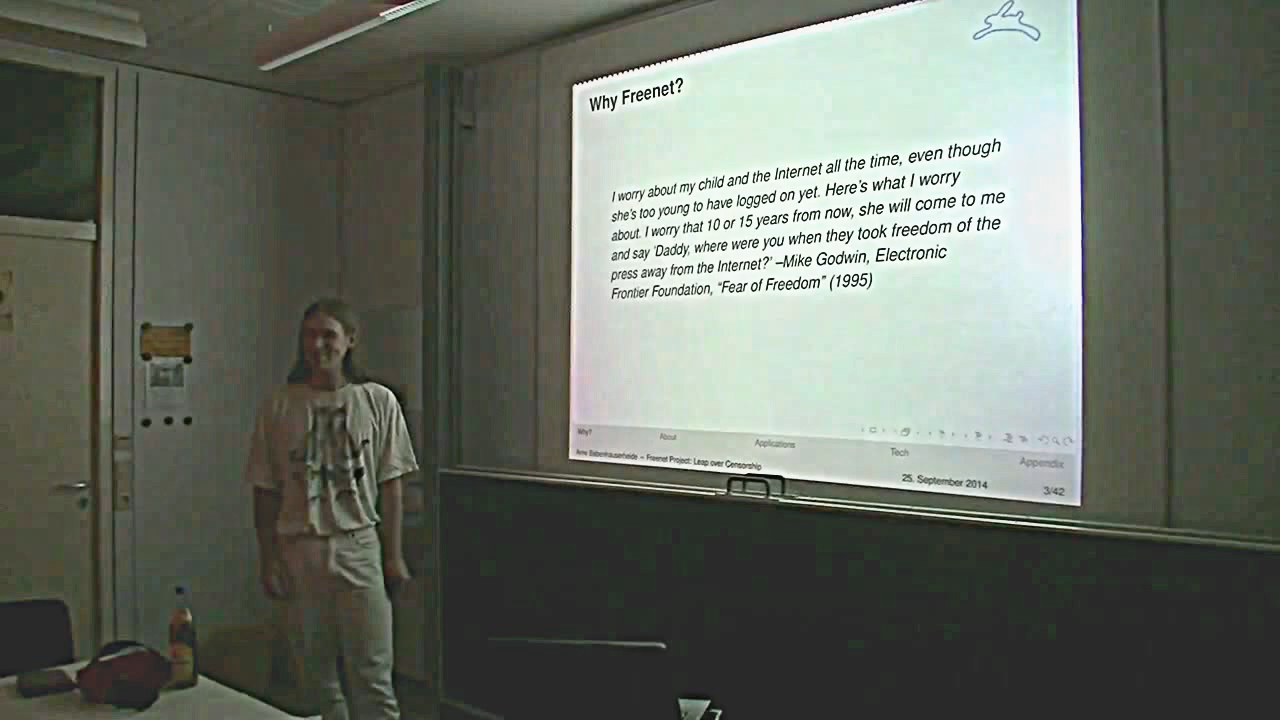 Why Freenet?
I worry about my child and the Internet all the time, even though
she's too young to have logged on yet. Here's what I worry
about. I worry that 10 or 15 years from now, she will come to me
and say 'Daddy, where were you when they took freedom of the
press away from the Internet?' –Mike Godwin, Electronic
Frontier Foundation, "Fear of Freedom" (1995)
Why?
About
Applications
Tech
Appendix
Arne Babenhauserheide — Freenet Project: Leap over Censorship
25. September 2014
3/42